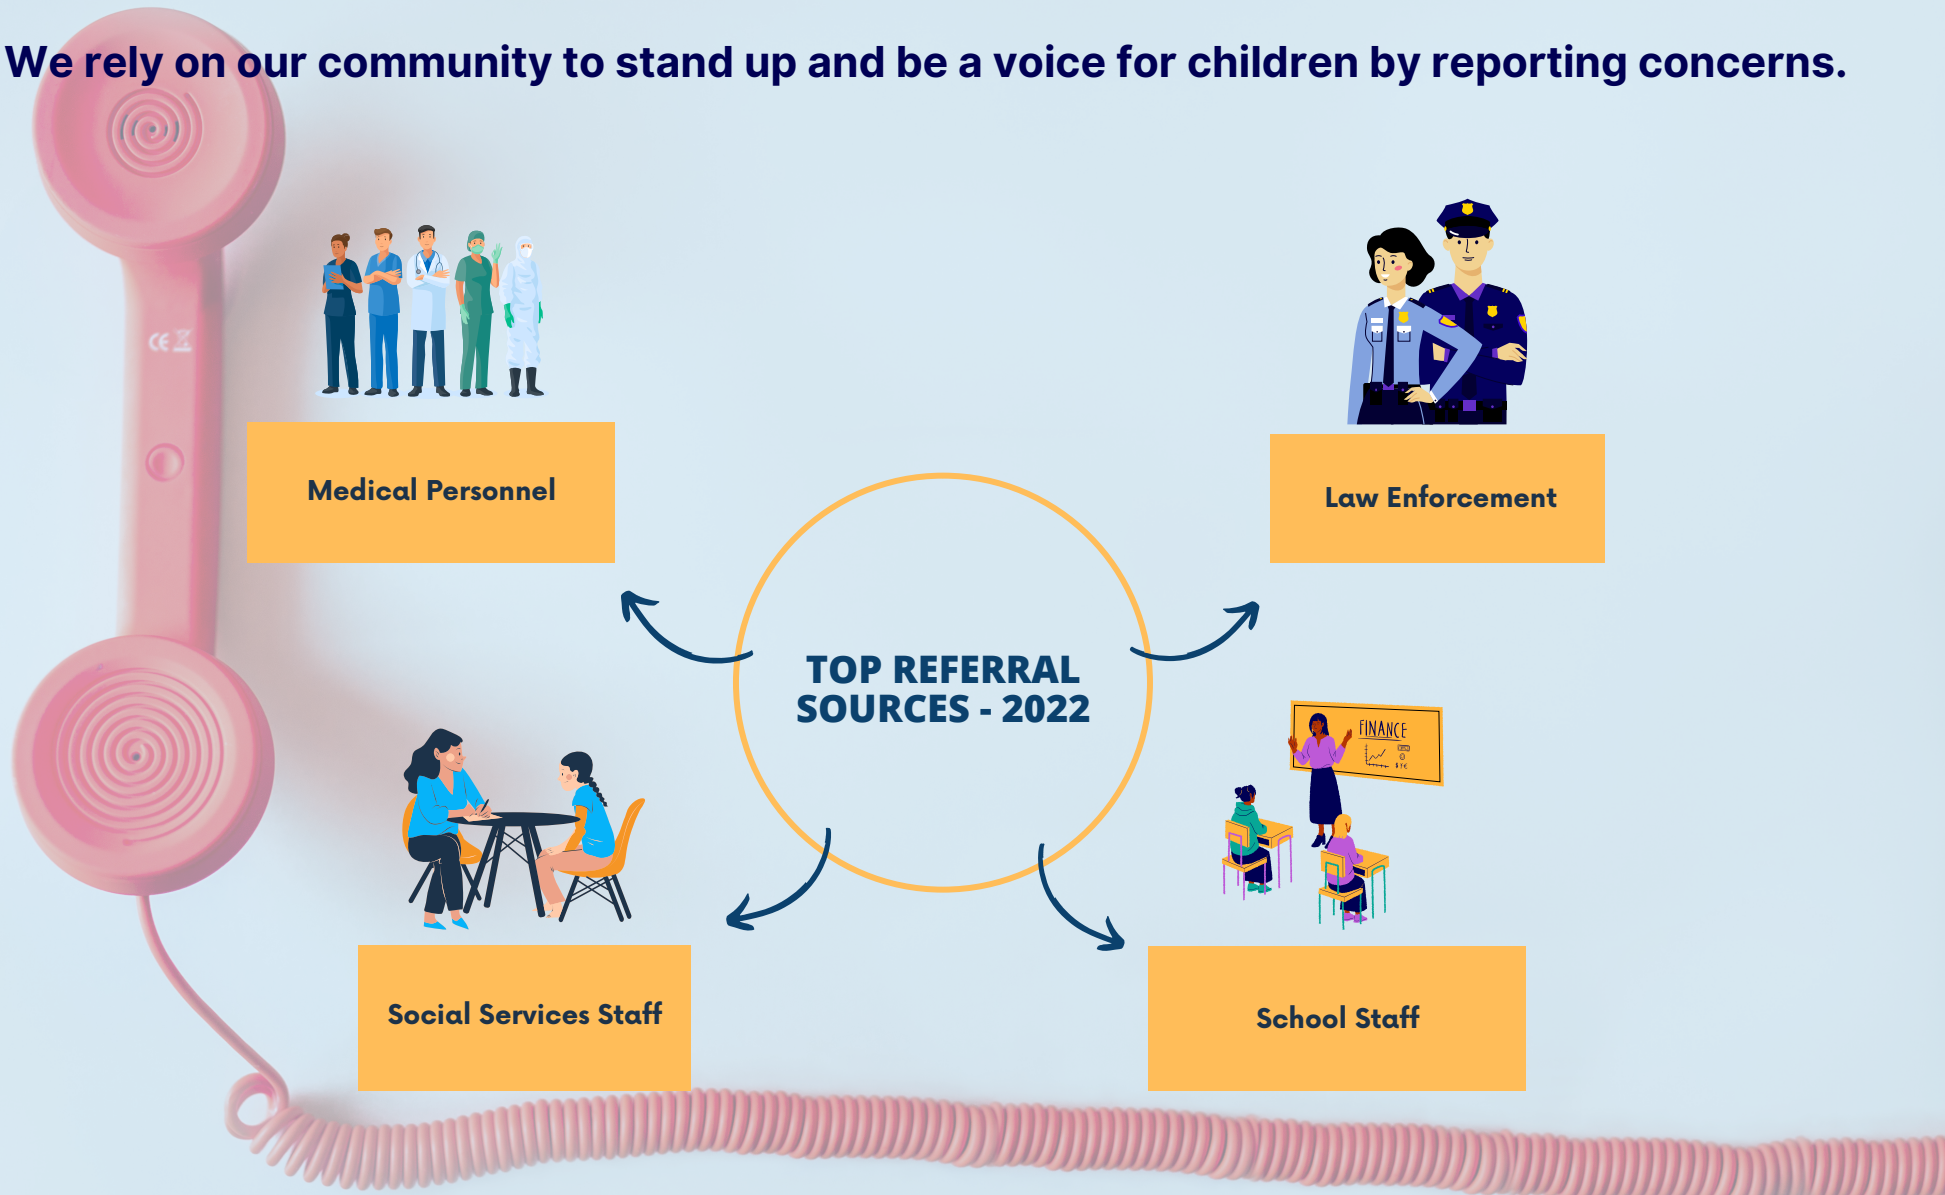 We rely on our community to stand up and be a voice for children by reporting concerns.
CE
Medical Personnel
Law Enforcement
TOP REFERRAL
SOURCES - 2022
FINANCE
Social Services Staff
School Staff